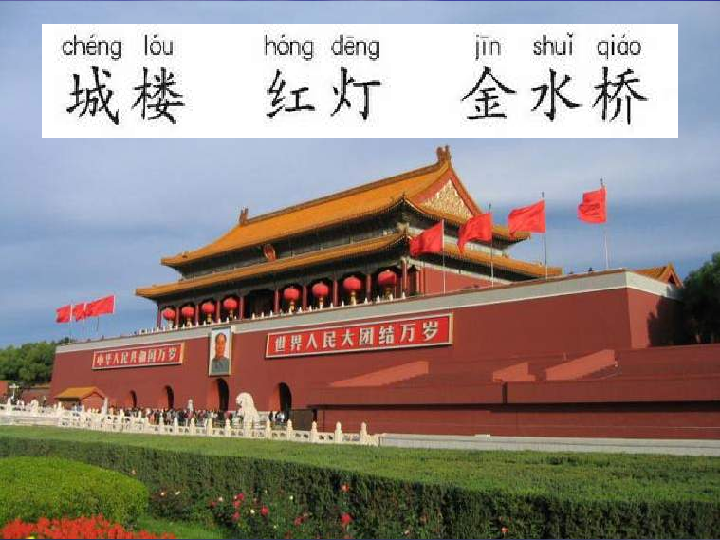 chéng lóu hóng dēng jīn shuǐ qiáo
城楼 红灯 金水桥
中华人民共和国万岁
世界人民大团结万岁